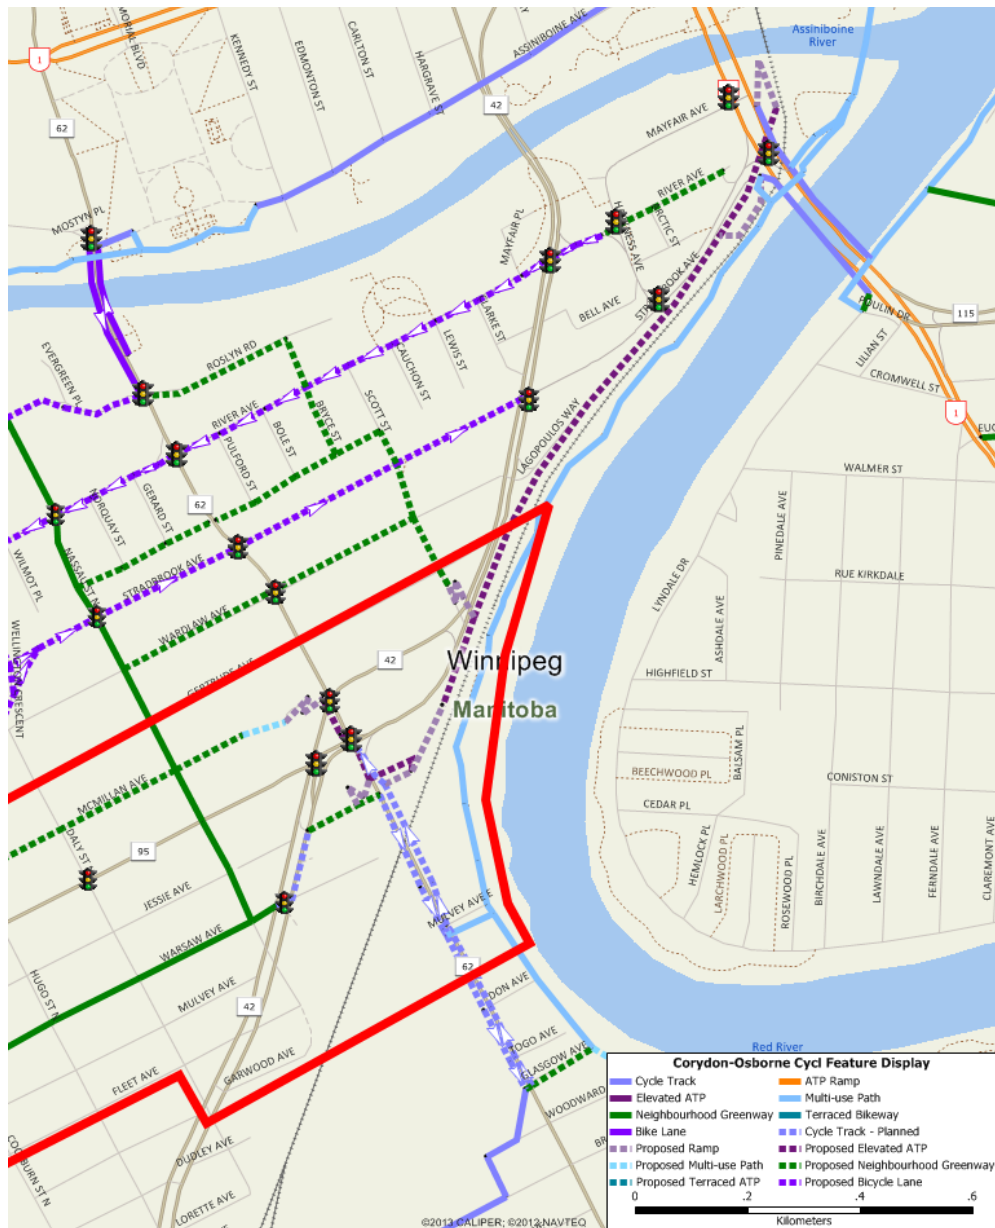 Assiniboine
River
ASSINIBOINE AVE
MORIAL BLVD
KENNEDY ST
EDMONTON ST
CARLTON ST
HARGRAVE ST
1
62
42
MAYFAIR AVE
RIVER AVE
ARCTIC ST
MOSTYN PL
MAYFAIR PL
BELL AVE
CLARKE ST
LEWIS ST
CAUCHON ST
POULIN DR
115
LILIAN ST
CROMWELL ST
1
EVERGREEN PL
ROSLYN RD
SCOTT ST
BRYCE ST
RIVER AVE
BOLE ST
PULFORD ST
GERARD ST
NORQUAY ST
LAGOPOULOS WAY
WALMER ST
PINEDALE AVE
62
WILMOT PL
NASSAU ST N
STRADBROOK AVE
RUE KIRKDALE
LYNDALE DR
ASHDALE AVE
WARDLAW AVE
WELLINGTON CRESCENT
42
Winnipeg
Manitoba
HIGHFIELD ST
GERTRUDE AVE
BALSAM PL
BEECHWOOD PL
CONISTON ST
MCMILLAN AVE
CEDAR PL
HEMLOCK PL
LARCHWOOD PL
ROSEWOOD PL
BIRCHDALE AVE
LAWNDALE AVE
FERNDALE AVE
CLAREMONT AVE
DALY ST
95
JESSIE AVE
MULVEY AVE E
WARSAW AVE
62
HUGO ST N
MULVEY AVE
DON AVE
42
TOGO AVE
GLASGOW AVE
Red River
FLEET AVE
GARWOOD AVE
WOODWARD
DUDLEY AVE
LORETTE AVE
Corydon-Osborne Cycl Feature Display
Cycle Track
ATP Ramp
Elevated ATP
Multi-use Path
Neighbourhood Greenway
Terraced Bikeway
Bike Lane
Cycle Track - Planned
Proposed Ramp
Proposed Elevated ATP
Proposed Multi-use Path
Proposed Neighbourhood Greenway
Proposed Terraced ATP
Proposed Bicycle Lane
0 .2 .4 .6
Kilometers
©2013 CALIPER; ©2012 NAVTEQ